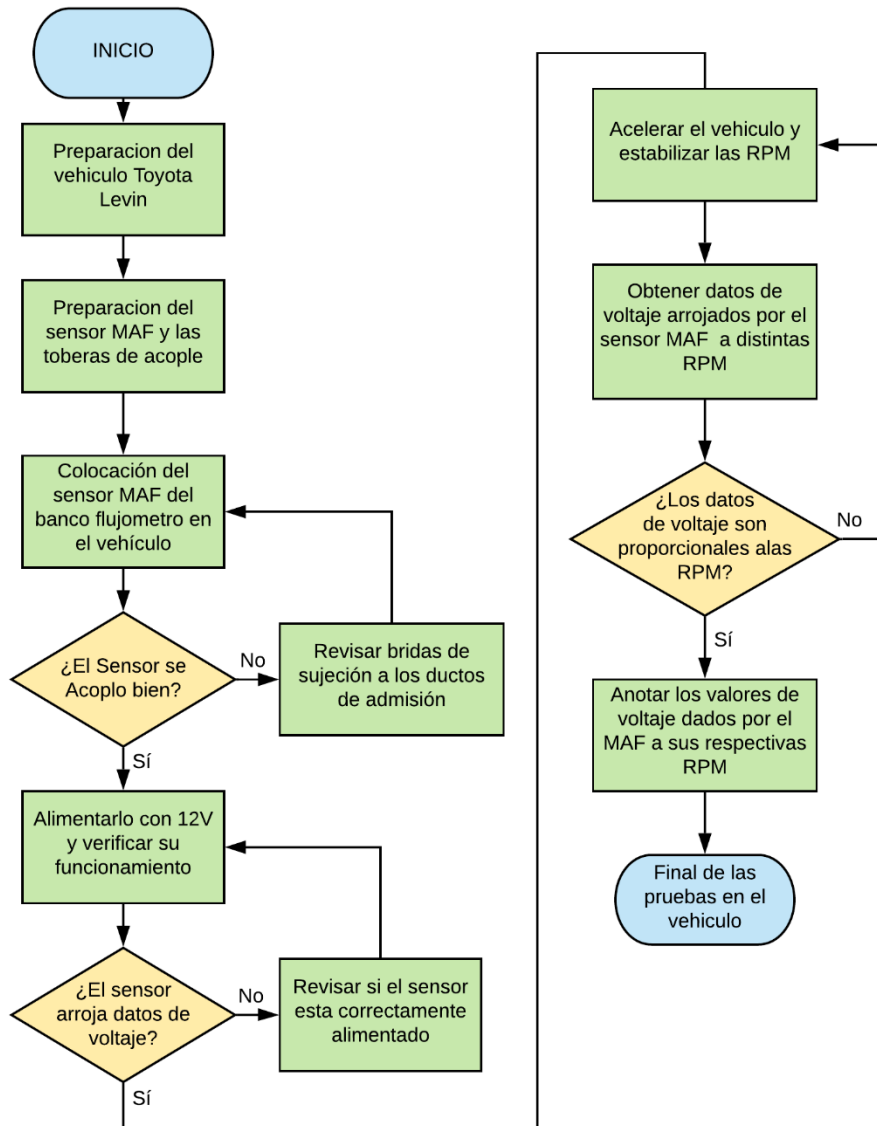 INICIO
Preparacion del
vehiculo Toyota
Levin
Preparacion del
sensor MAF y las
toberas de acople
Colocación del
sensor MAF del
banco flujometro en
el vehículo
¿El Sensor se
Acoplo bien?
No
Revisar bridas de
sujeción a los ductos
de admisión
Sí
Alimentarlo con 12V
y verificar su
funcionamiento
¿El sensor
arroja datos de
voltaje?
No
Revisar si el sensor
esta correctamente
alimentado
Sí
Acelerar el vehiculo y
estabilizar las RPM
Obtener datos de
voltaje arrojados por el
sensor MAF a distintas
RPM
¿Los datos
de voltaje son
proporcionales alas
RPM?
No
Sí
Anotar los valores de
voltaje dados por el
MAF a sus respectivas
RPM
Final de las
pruebas en el
vehiculo